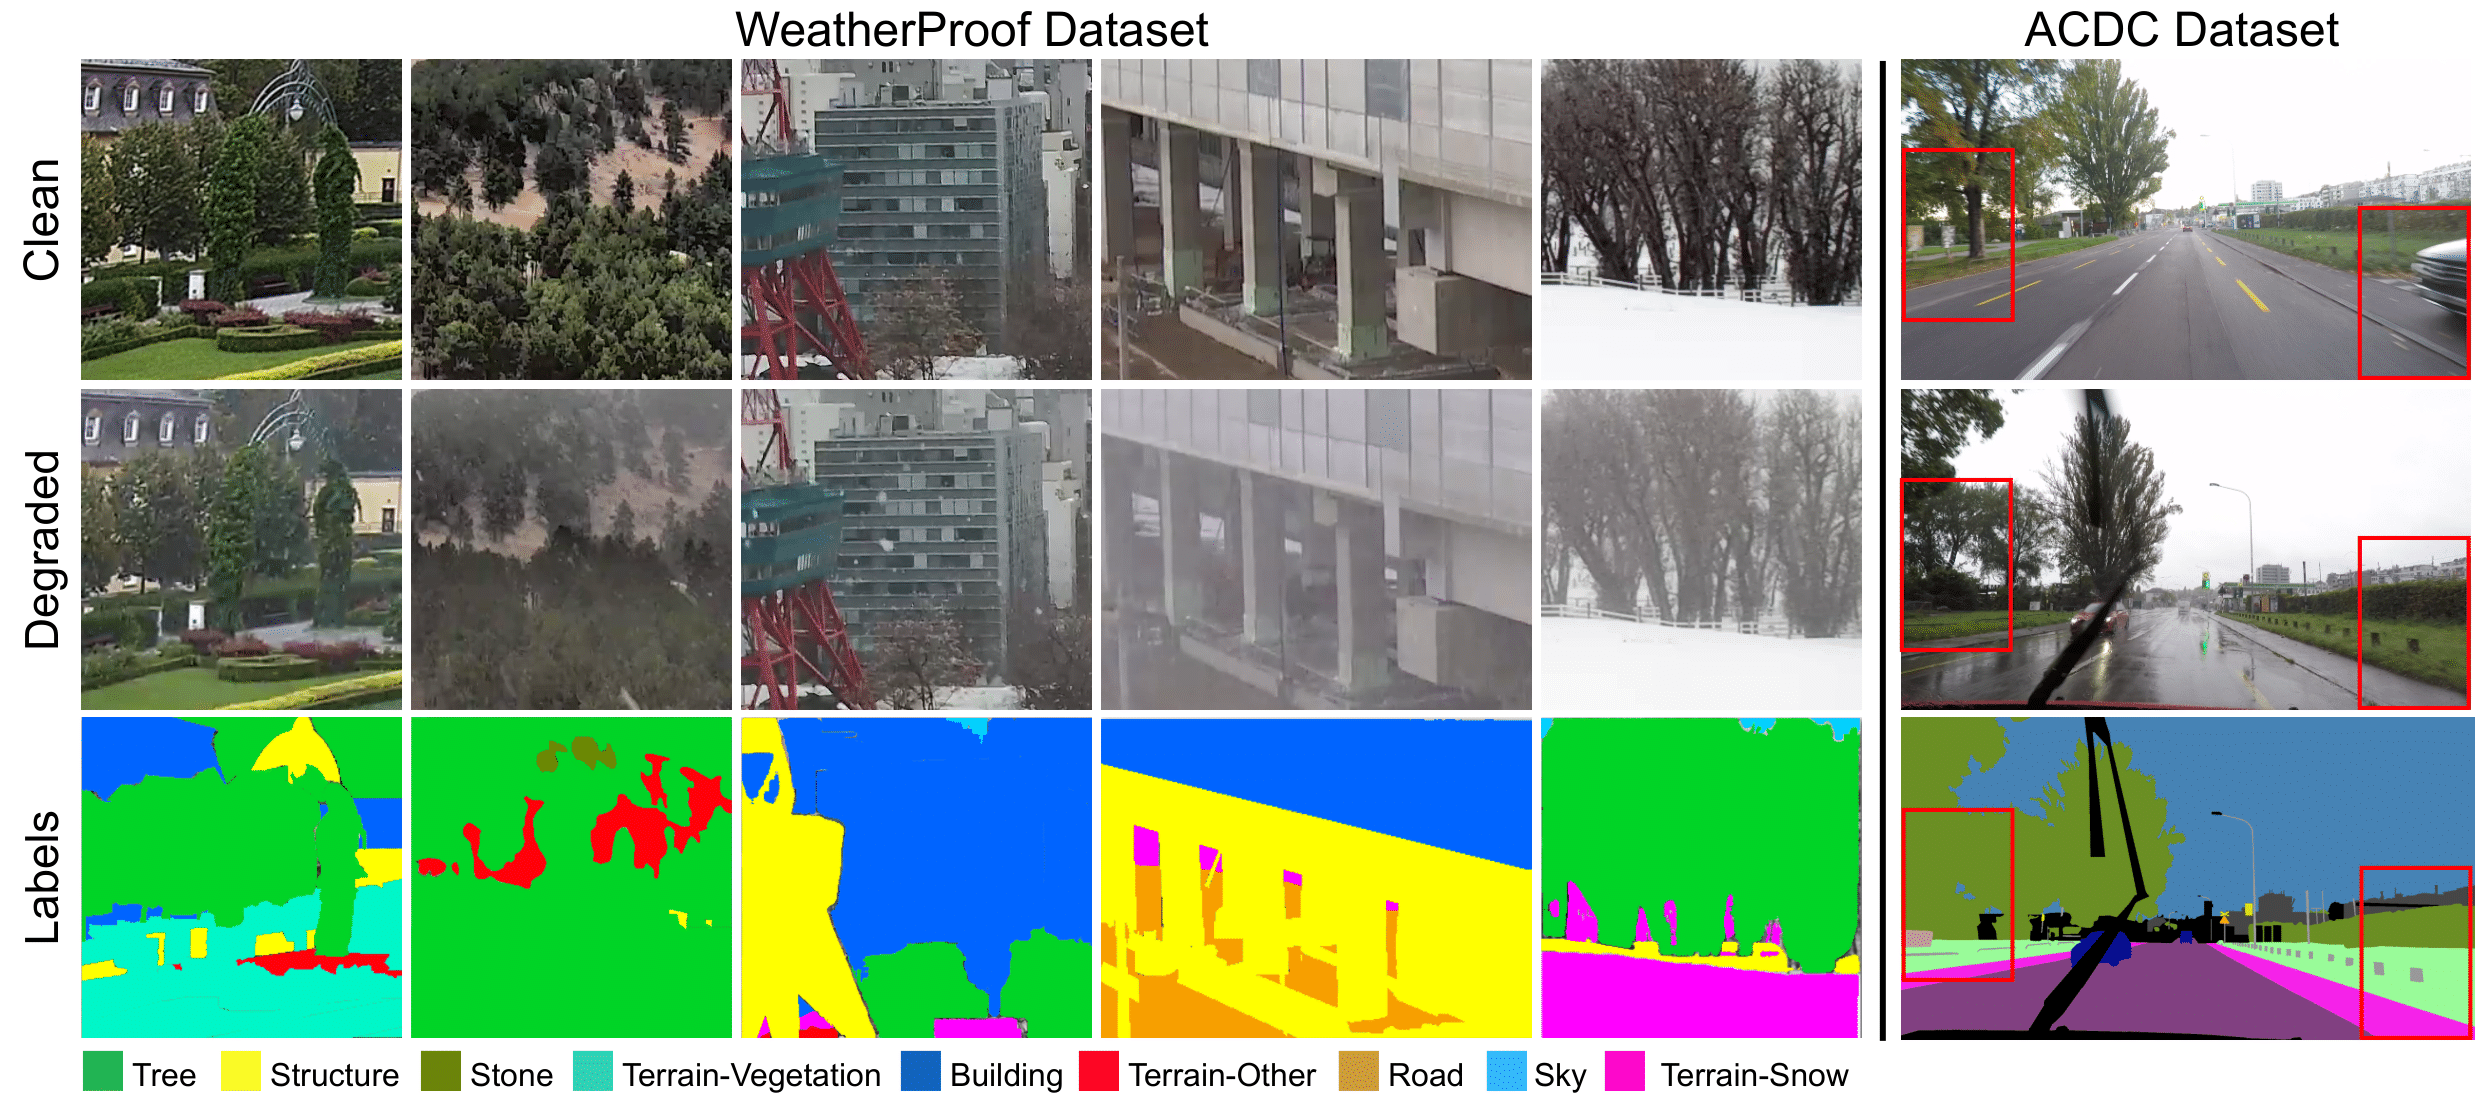 WeatherProof Dataset
ACDC Dataset
Clean
Degraded
Labels
Tree Structure Stone Terrain-Vegetation Building Terrain-Other Road Sky Terrain-Snow